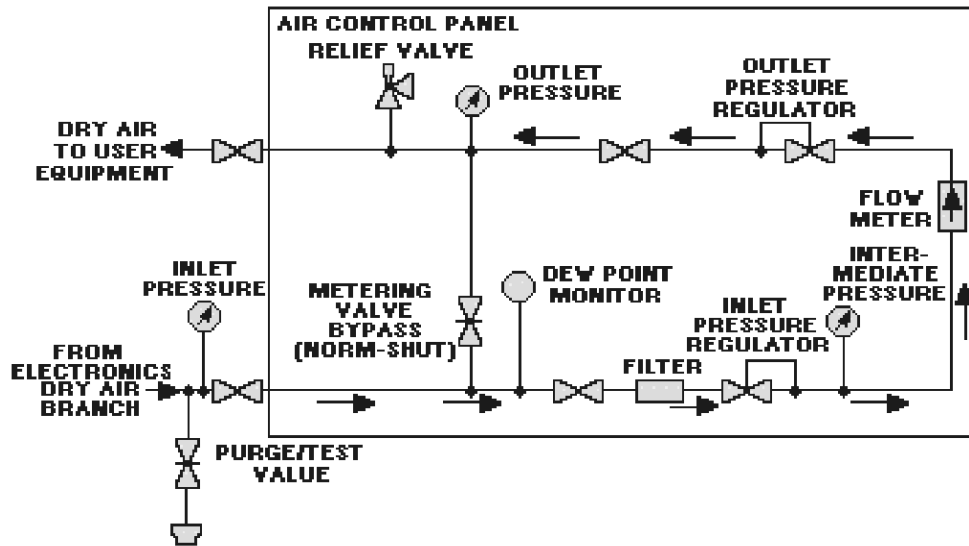 AIR CONTROL PANEL
RELIEF VALVE
OUTLET
PRESSURE
OUTLET
PRESSURE
REGULATOR
DRY AIR
TO USER
EQUIPMENT
FLOW
METER
INLET
PRESSURE
METERING
VALVE
BYPASS
(NORM-SHUT)
DEW POINT
MONITOR
INTER-
MEDIATE
PRESSURE
INLET
PRESSURE
REGULATOR
FROM
ELECTRONICS
DRY AIR
BRANCH
FILTER
PURGE/TEST
VALUE